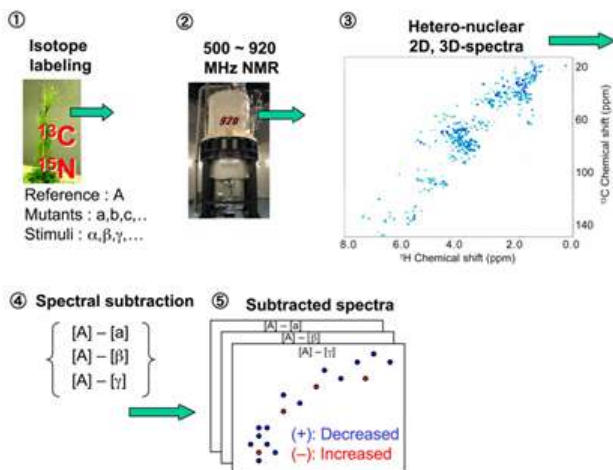 ①
Isotope
labeling
13C
15N
Reference : A
Mutants : a,b,c,..
Stimuli : α,β,γ,...
②
500 ~ 920
MHz NMR
920
③
Hetero-nuclear
2D, 3D-spectra
20
60
100
140
13C Chemical shift (ppm)
8.0 6.0 4.0 2.0 0.0
1H Chemical shift (ppm)
④ Spectral subtraction
[A] – [a]
[A] – [β]
[A] – [γ]
⑤ Subtracted spectra
[A] – [a]
[A] – [β]
[A] – [γ]
(+): Decreased
(–): Increased